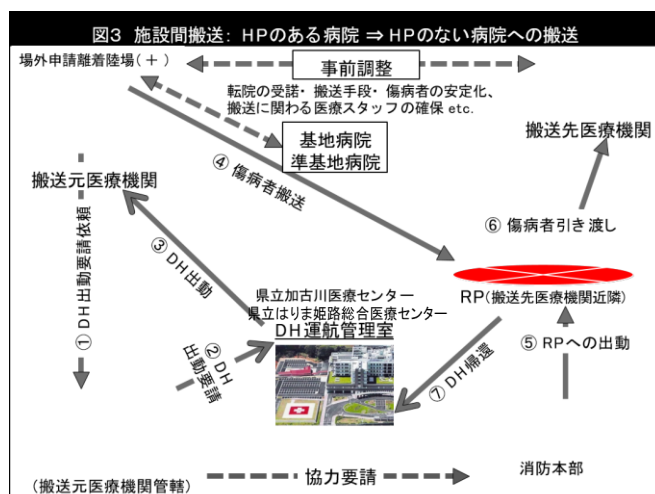 図3 施設間搬送: HPのある病院 ⇒ HPのない病院への搬送
場外申請離着陸場(+)
事前調整
転院の受諾・搬送手段・傷病者の安定化、
搬送に関わる医療スタッフの確保 etc.
搬送先医療機関
基地病院
準基地病院
④ 傷病者搬送
搬送元医療機関
① DH出動要請依頼
③ DH出動
⑥ 傷病者引き渡し
RP(搬送先医療機関近隣)
県立加古川医療センター
県立はりま姫路総合医療センター
DH運航管理室
② DH
出動要請
⑤ RPへの出動
⑦ DH帰還
(搬送元医療機関管轄)
協力要請
消防本部